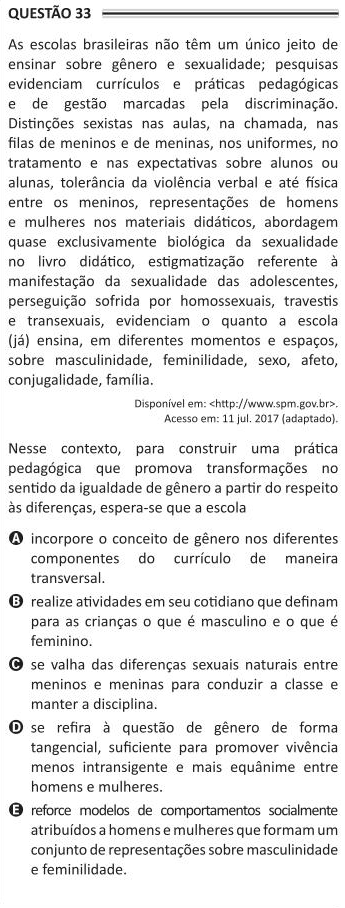 QUESTÃO 33
As escolas brasileiras não têm um único jeito de
ensinar sobre gênero e sexualidade; pesquisas
evidenciam currículos e práticas pedagógicas
e de gestão marcadas pela discriminação.
Distinções sexistas nas aulas, na chamada, nas
filas de meninos e de meninas, nos uniformes, no
tratamento e nas expectativas sobre alunos ou
alunas, tolerância da violência verbal e até física
entre os meninos, representações de homens
e mulheres nos materiais didáticos, abordagem
quase exclusivamente biológica da sexualidade
no livro didático, estigmatização referente à
manifestação da sexualidade das adolescentes,
perseguição sofrida por homossexuais, travestis
e transexuais, evidenciam o quanto a escola
(já) ensina, em diferentes momentos e espaços,
sobre masculinidade, feminilidade, sexo, afeto,
conjugalidade, família.
Disponível em: <http://www.spm.gov.br>.
Acesso em: 11 jul. 2017 (adaptado).
Nesse contexto, para construir uma prática
pedagógica que promova transformações no
sentido da igualdade de gênero a partir do respeito
às diferenças, espera-se que a escola
A incorpore o conceito de gênero nos diferentes
componentes do currículo de maneira
transversal.
B realize atividades em seu cotidiano que definam
para as crianças o que é masculino e o que é
feminino.
C se valha das diferenças sexuais naturais entre
meninos e meninas para conduzir a classe e
manter a disciplina.
D se refira à questão de gênero de forma
tangencial, suficiente para promover vivência
menos intransigente e mais equânime entre
homens e mulheres.
E reforce modelos de comportamentos socialmente
atribuídos a homens e mulheres que formam um
conjunto de representações sobre masculinidade
e feminilidade.